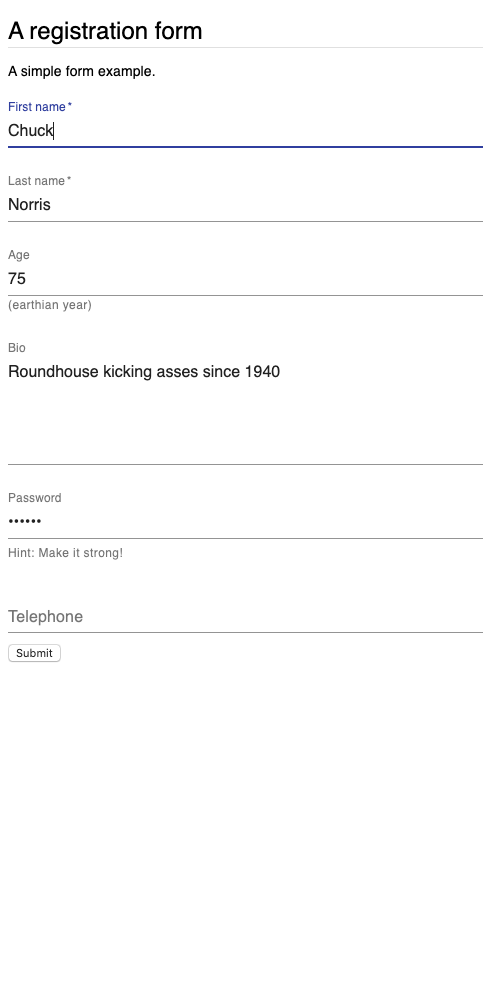 A registration form
A simple form example.
First name *
Chuck
Last name *
Norris
Age
75
(earthian year)
Bio
Roundhouse kicking asses since 1940
Password
••••••
Hint: Make it strong!
Telephone
Submit